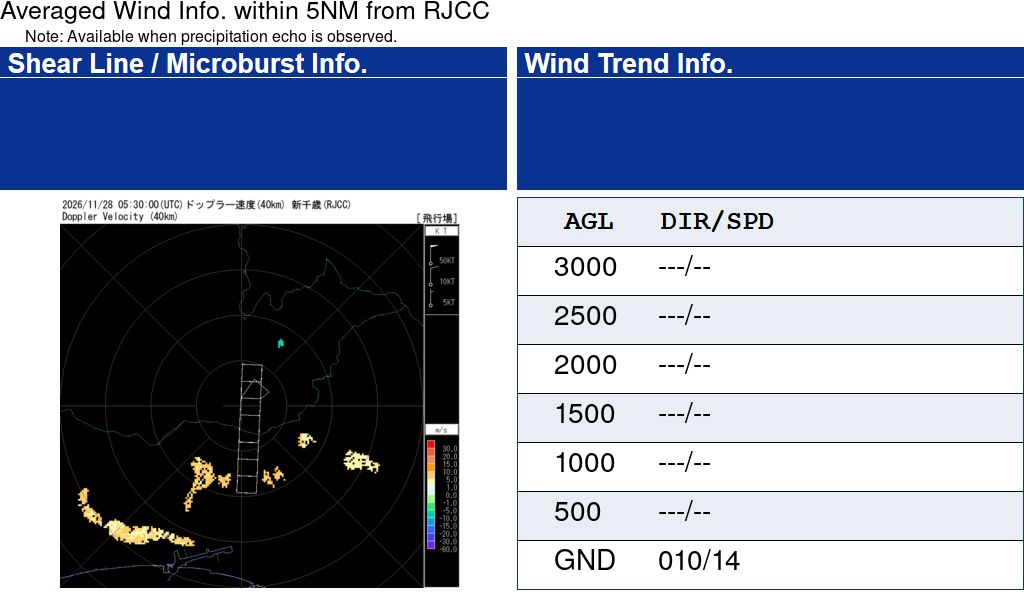 Averaged Wind Info. within 5NM from RJCC
Note: Available when precipitation echo is observed.
Shear Line / Microburst Info.
Wind Trend Info.
2026/11/28 05:30:00(UTC) ドップラー速度(40km) 新千歳(RJCC)
Doppler Velocity (40km)
[飛行場]
KT
50KT
10KT
5KT
m/s
30.0
20.0
15.0
10.0
5.0
1.0
0.0
-1.0
-5.0
-10.0
-15.0
-20.0
-30.0
-60.0
AGL DIR/SPD
3000 ---/--
2500 ---/--
2000 ---/--
1500 ---/--
1000 ---/--
500 ---/--
GND 010/14